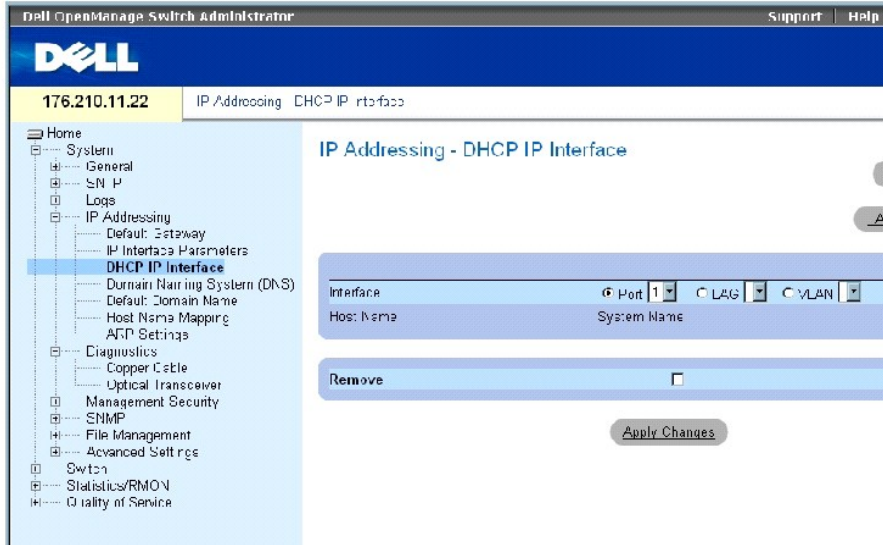 Dell OpenManage Switch Administrator
Support Help
DELL
176.210.11.22
IP Addressing DHCP IP Interface
Home
System
General
SNTP
Logs
IP Addressing
Default Gateway
IP Interface Parameters
DHCP IP Interface
Domain Naming System (DNS)
Default Domain Name
Host Name Mapping
ARP Settings
Diagnostics
Copper Cable
Optical Transceiver
Management Security
SNMP
File Management
Advanced Settings
Switch
Statistics/RMON
Quality of Service
IP Addressing - DHCP IP Interface
Interface Port 1 LAG VLAN
Host Name System Name
Remove
Apply Changes